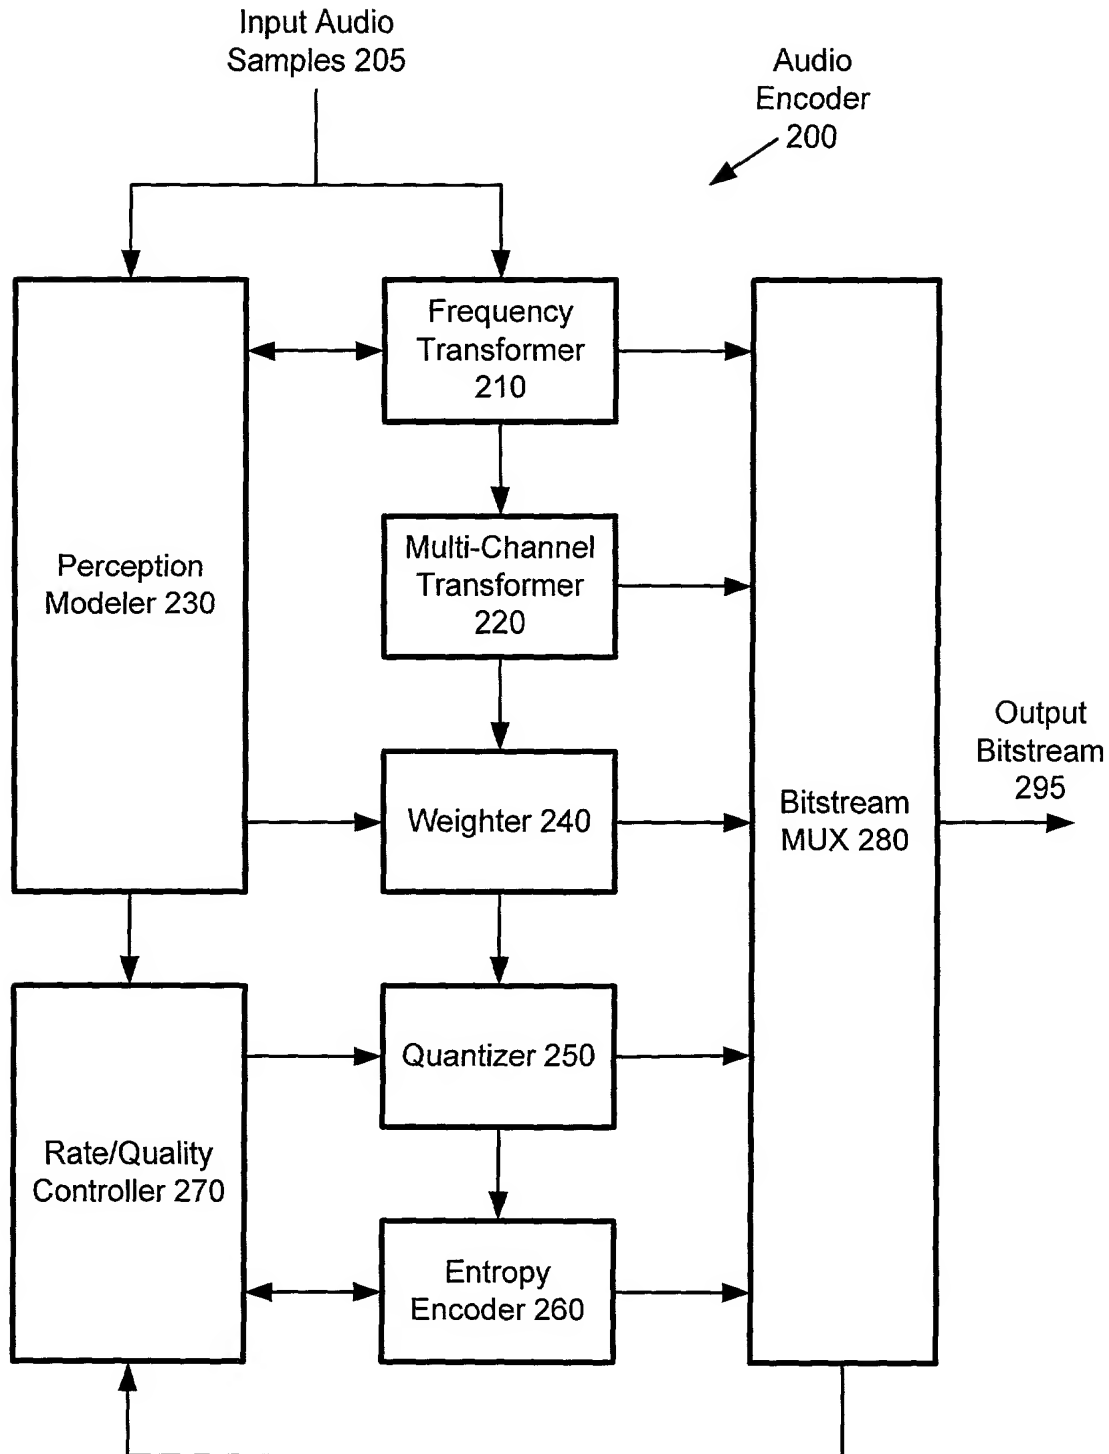 Input Audio
Samples 205
Audio
Encoder
200
Frequency
Transformer
210
Multi-Channel
Transformer
220
Perception
Modeler 230
Weighter 240
Output
Bitstream
295
Bitstream
MUX 280
Quantizer 250
Rate/Quality
Controller 270
Entropy
Encoder 260